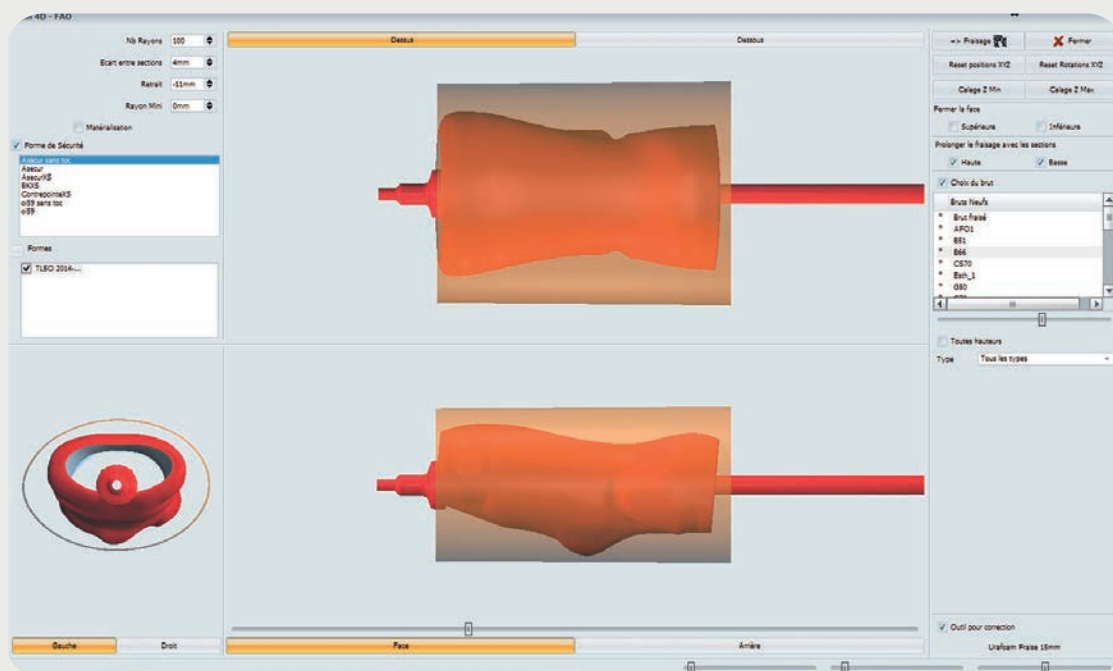 4D - FAO
Nb Rayons 100
Ecart entre sections 4mm
Retrait -11mm
Rayon Mini 0mm
Matérialisation
Forme de Sécurité
Asecur sans toc
Asecur
AsecurXS
BKXS
ContrepointeXS
ol59 sans toc
ol59
Formes
TLSO 2014-...
Dessus
Dessous
Gauche
Droit
Face
Arrière
=> Fraisage
Fermer
Reset positions XYZ
Reset Rotations XYZ
Calage Z Min
Calage Z Max
Fermer la face
Supérieure
Inférieure
Prolonger le fraisage avec les sections
Haute
Basse
Choix du brut
Bruts Neufs
* Brut fraisé
* AFO1
* B51
* B66
* CS70
* Esth_1
* G50
Toutes hauteurs
Type Tous les types
Outil pour correction
Urafoam Fraise 15mm